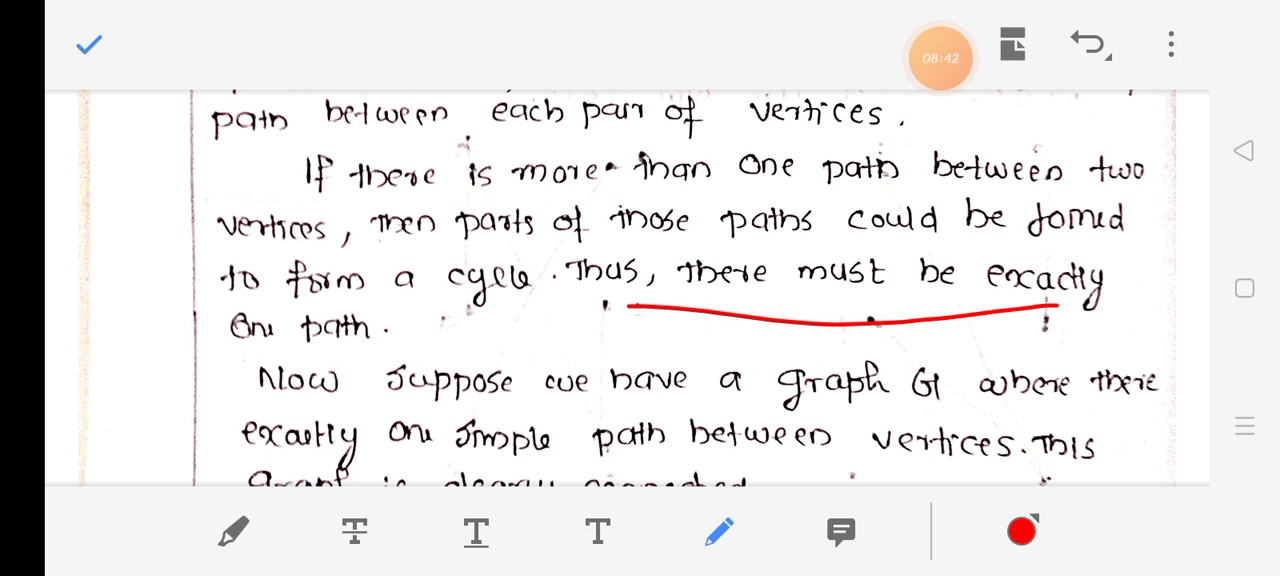 08:42
path between each pair of vertices.
If there is more than one path between two
vertices, then parts of those paths could be joined
to form a cycle. Thus, there must be exactly
one path.
Now suppose we have a graph G where there
exactly one simple path between vertices. This
T
T
T